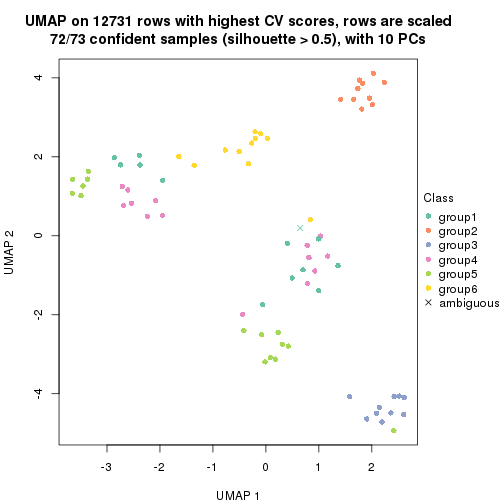 UMAP on 12731 rows with highest CV scores, rows are scaled
72/73 confident samples (silhouette > 0.5), with 10 PCs
4
2
0
-2
-4
UMAP 2
-3
-2
-1
0
1
2
UMAP 1
Class
group1
group2
group3
group4
group5
group6
ambiguous